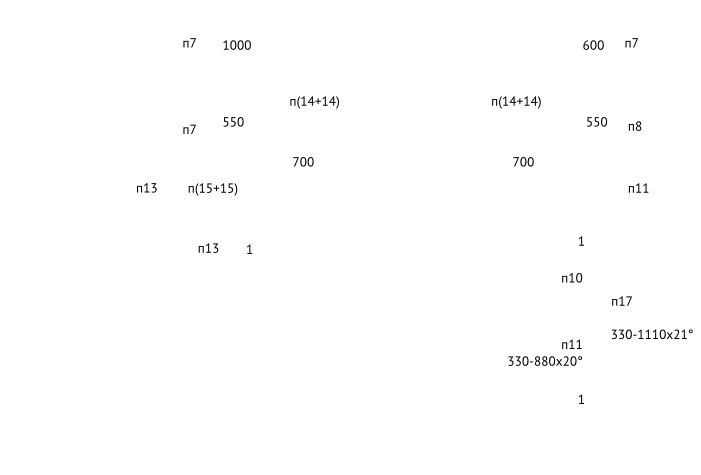 п7 1000 600 п7
п(14+14) п(14+14)
п7 550 550 п8
700 700
п13 п(15+15) п11
п13 1 1
п10
п17
330-1110x21°
п11
330-880x20°
1